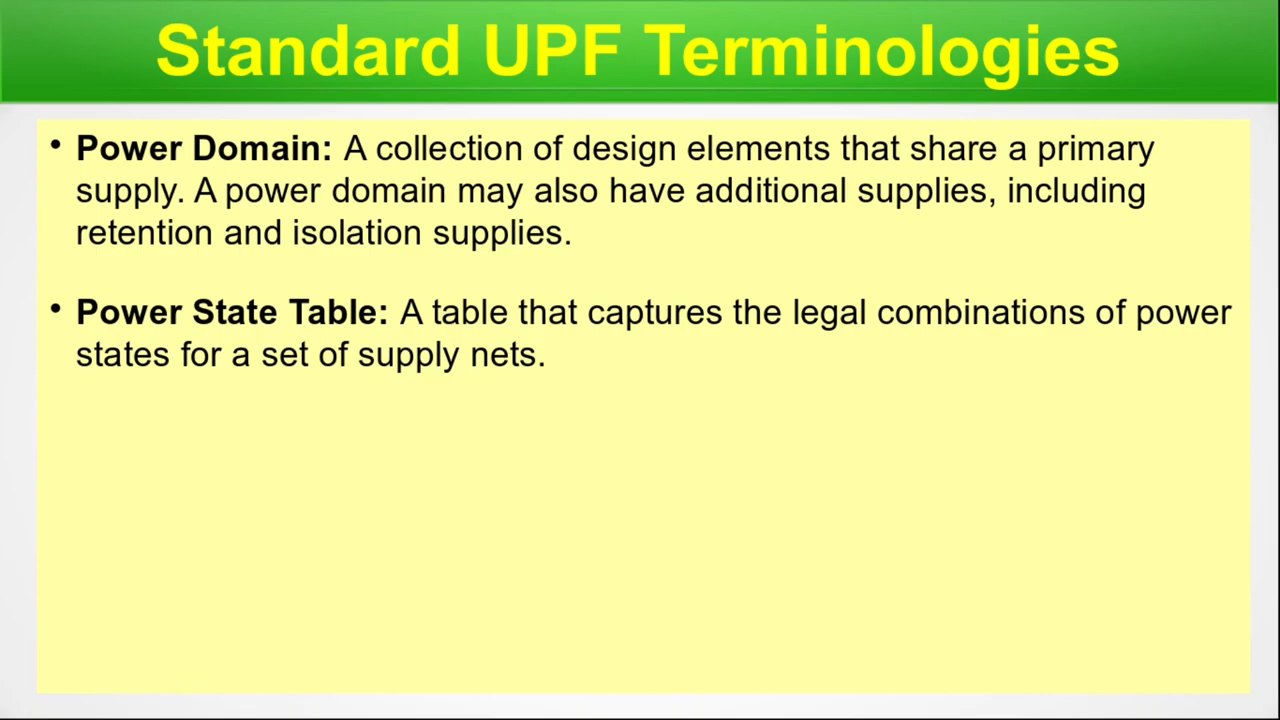 Standard UPF Terminologies
• Power Domain: A collection of design elements that share a primary
supply. A power domain may also have additional supplies, including
retention and isolation supplies.
• Power State Table: A table that captures the legal combinations of power
states for a set of supply nets.